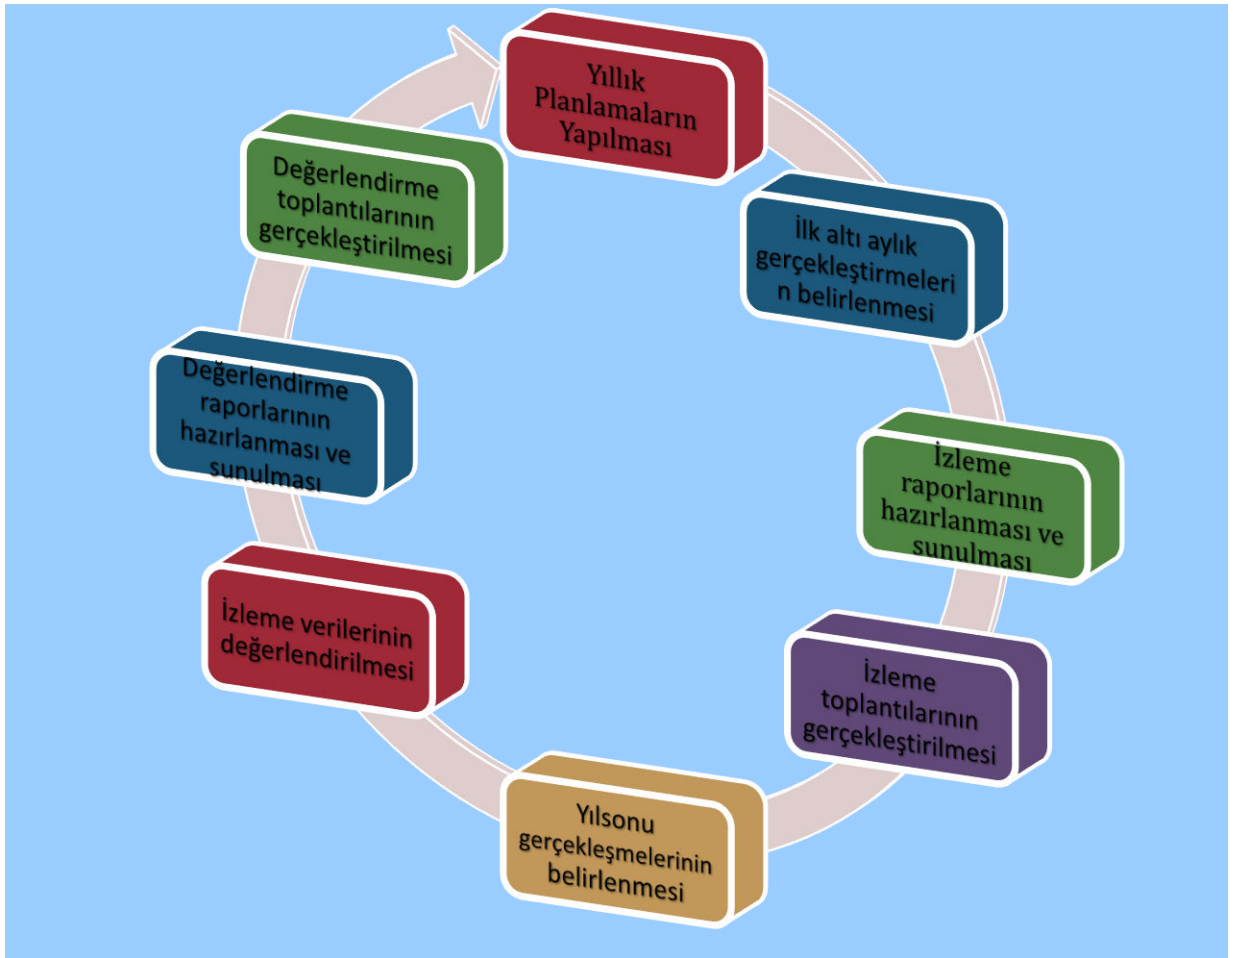 Yıllık
Planlamaların
Yapılması
İlk altı aylık
gerçekleştirmeleri
n belirlenmesi
İzleme
raporlarının
hazırlanması ve
sunulması
İzleme
toplantılarının
gerçekleştirilmesi
Yılsonu
gerçekleşmelerinin
belirlenmesi
İzleme verilerinin
değerlendirilmesi
Değerlendirme
raporlarının
hazırlanması ve
sunulması
Değerlendirme
toplantılarının
gerçekleştirilmesi